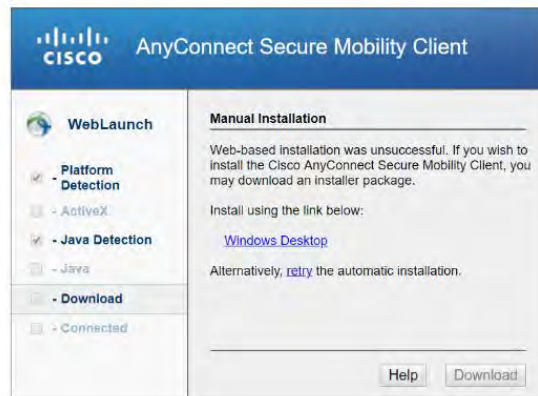 CISCO
AnyConnect Secure Mobility Client
WebLaunch
- Platform
Detection
- ActiveX
- Java Detection
- Java
- Download
- Connected
Manual Installation
Web-based installation was unsuccessful. If you wish to
install the Cisco AnyConnect Secure Mobility Client, you
may download an installer package.
Install using the link below:
Windows Desktop
Alternatively, retry the automatic installation.
Help
Download